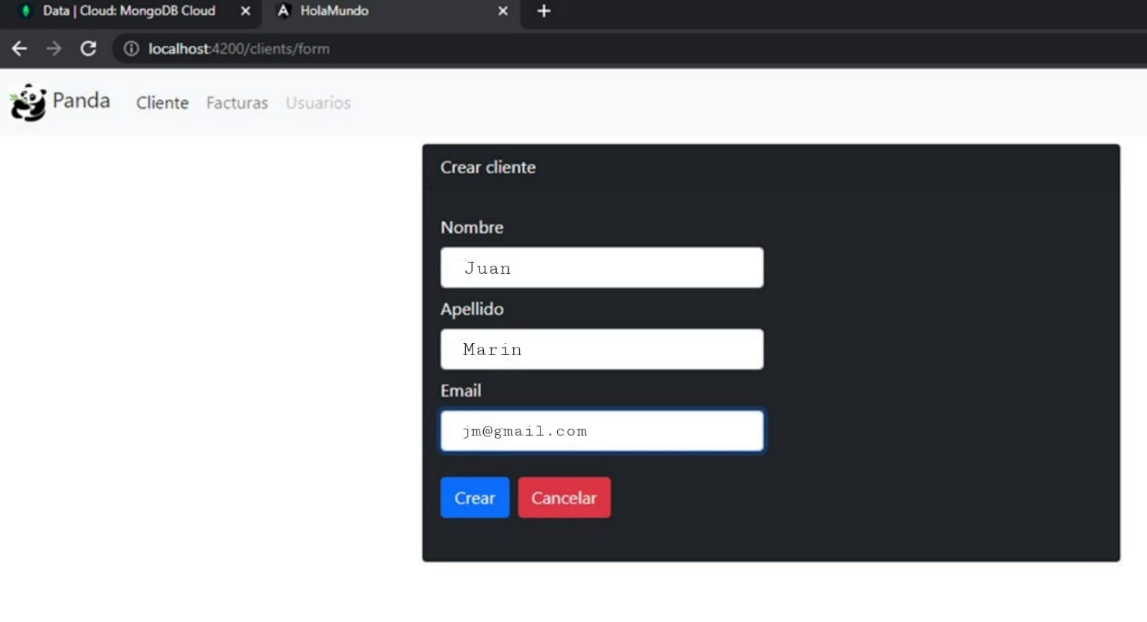 Data | Cloud: MongoDB Cloud HolaMundo
localhost:4200/clients/form
Panda Cliente Facturas Usuarios
Crear cliente
Nombre
Juan
Apellido
Marin
Email
jm@gmail.com
Crear Cancelar